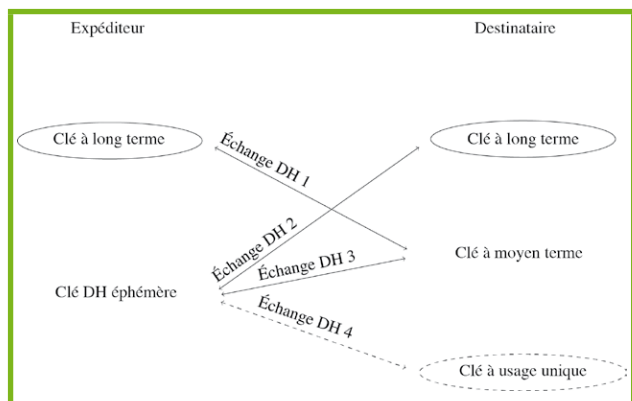 Expéditeur
Destinataire
Clé à long terme
Clé à long terme
Échange DH 1
Échange DH 2
Échange DH 3
Clé à moyen terme
Clé DH éphémère
Échange DH 4
Clé à usage unique